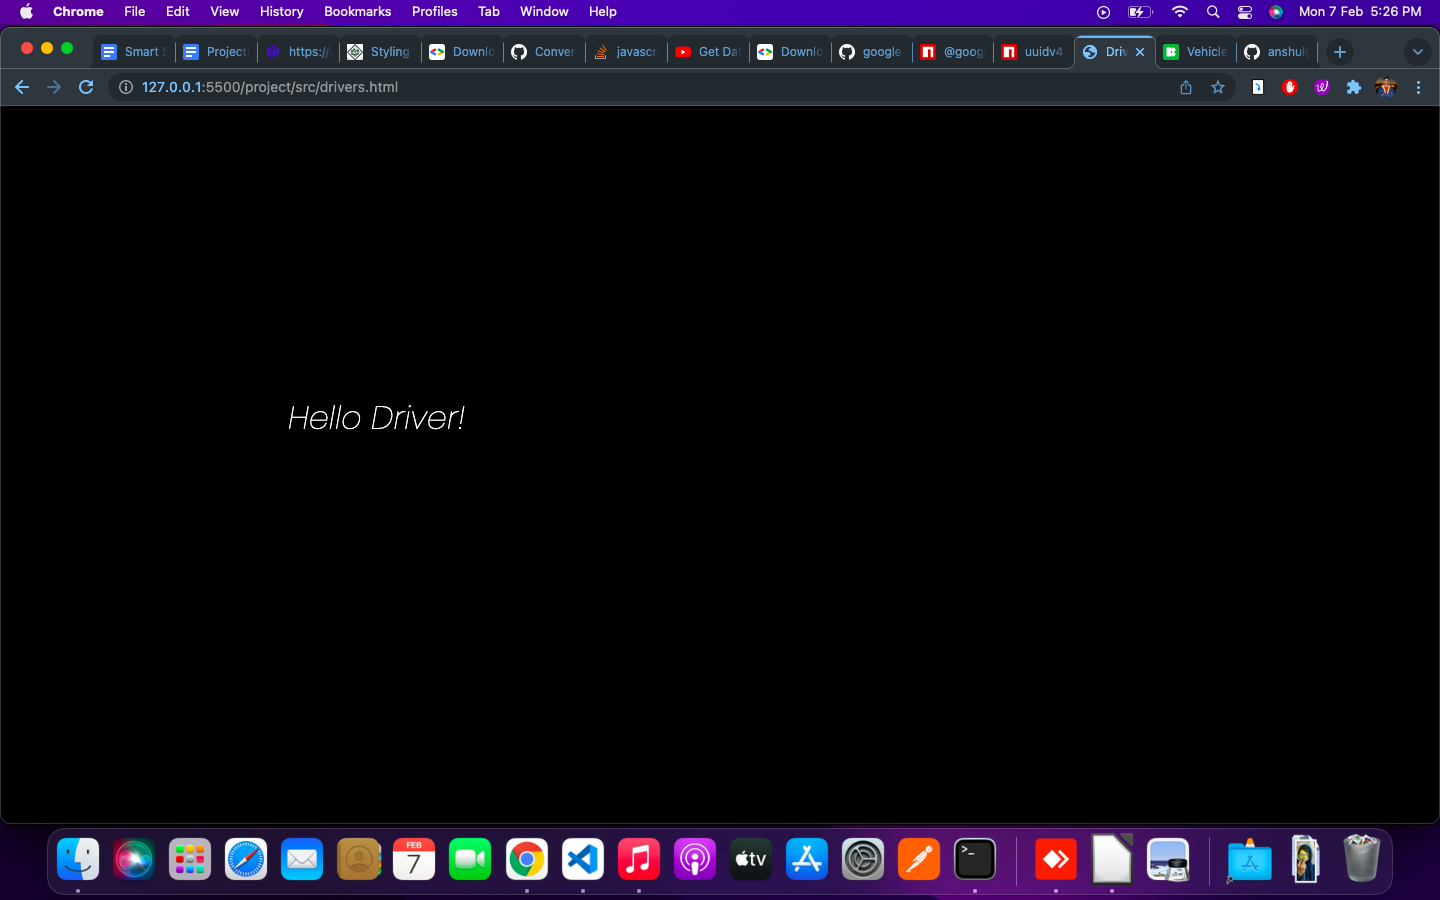 Chrome File Edit View History Bookmarks Profiles Tab Window Help Mon 7 Feb 5:26 PM
Smart Project https:// Styling Downlo Conver javascr Get Da Downlo google @goog uuidv4 Driv Vehicle anshul
127.0.0.1:5500/project/src/drivers.html
Hello Driver!
FEB
7
tv
>_